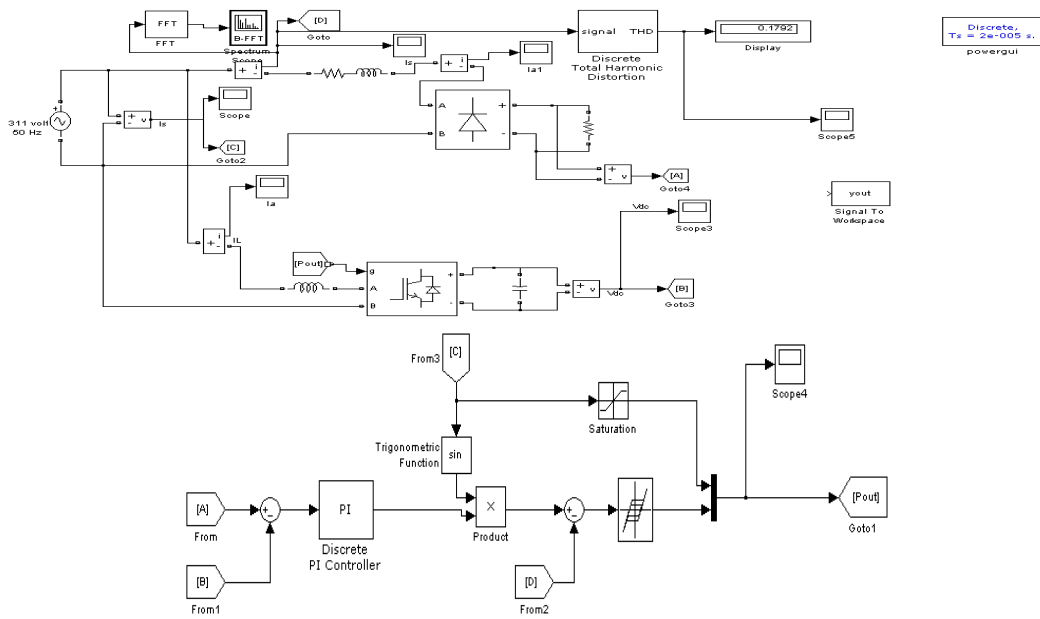 FFT
FFT
B-FFT
Spectrum
Scope
[D]
Goto
signal THD
Discrete
Total Harmonic
Distortion
0.1792
Display
Discrete,
Ts = 2e-005 s.
powergui
+ i
-
Is
+ i
-
Ia1
311 volt
60 Hz
+
+ v
-
Is
Scope
[C]
Goto2
A +
B -
Scope5
+ v
-
[A]
Goto4
yout
Signal To
Workspace
Ia
Vdc
Scope3
+ i
-
IL
[Pout]
g +
A
B -
+ v
-
Vdc
[B]
Goto3
From3
[C]
Scope4
Saturation
Trigonometric
Function
sin
[A]
From
+
-
PI
Discrete
PI Controller
X
Product
+
-
[Pout]
Goto1
[B]
From1
[D]
From2